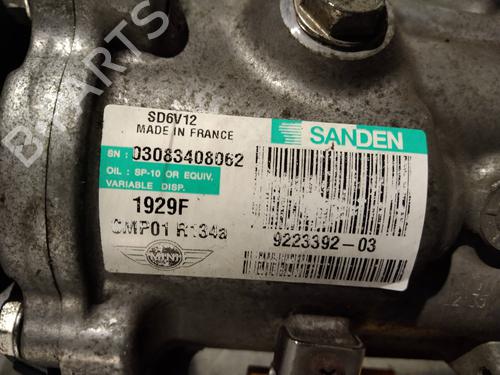 SD6V12
MADE IN FRANCE
SANDEN
SN : 03083408062
OIL : SP-10 OR EQUIV.
VARIABLE DISP.
1929F
CMP01 R134a
9223392-03
MINI